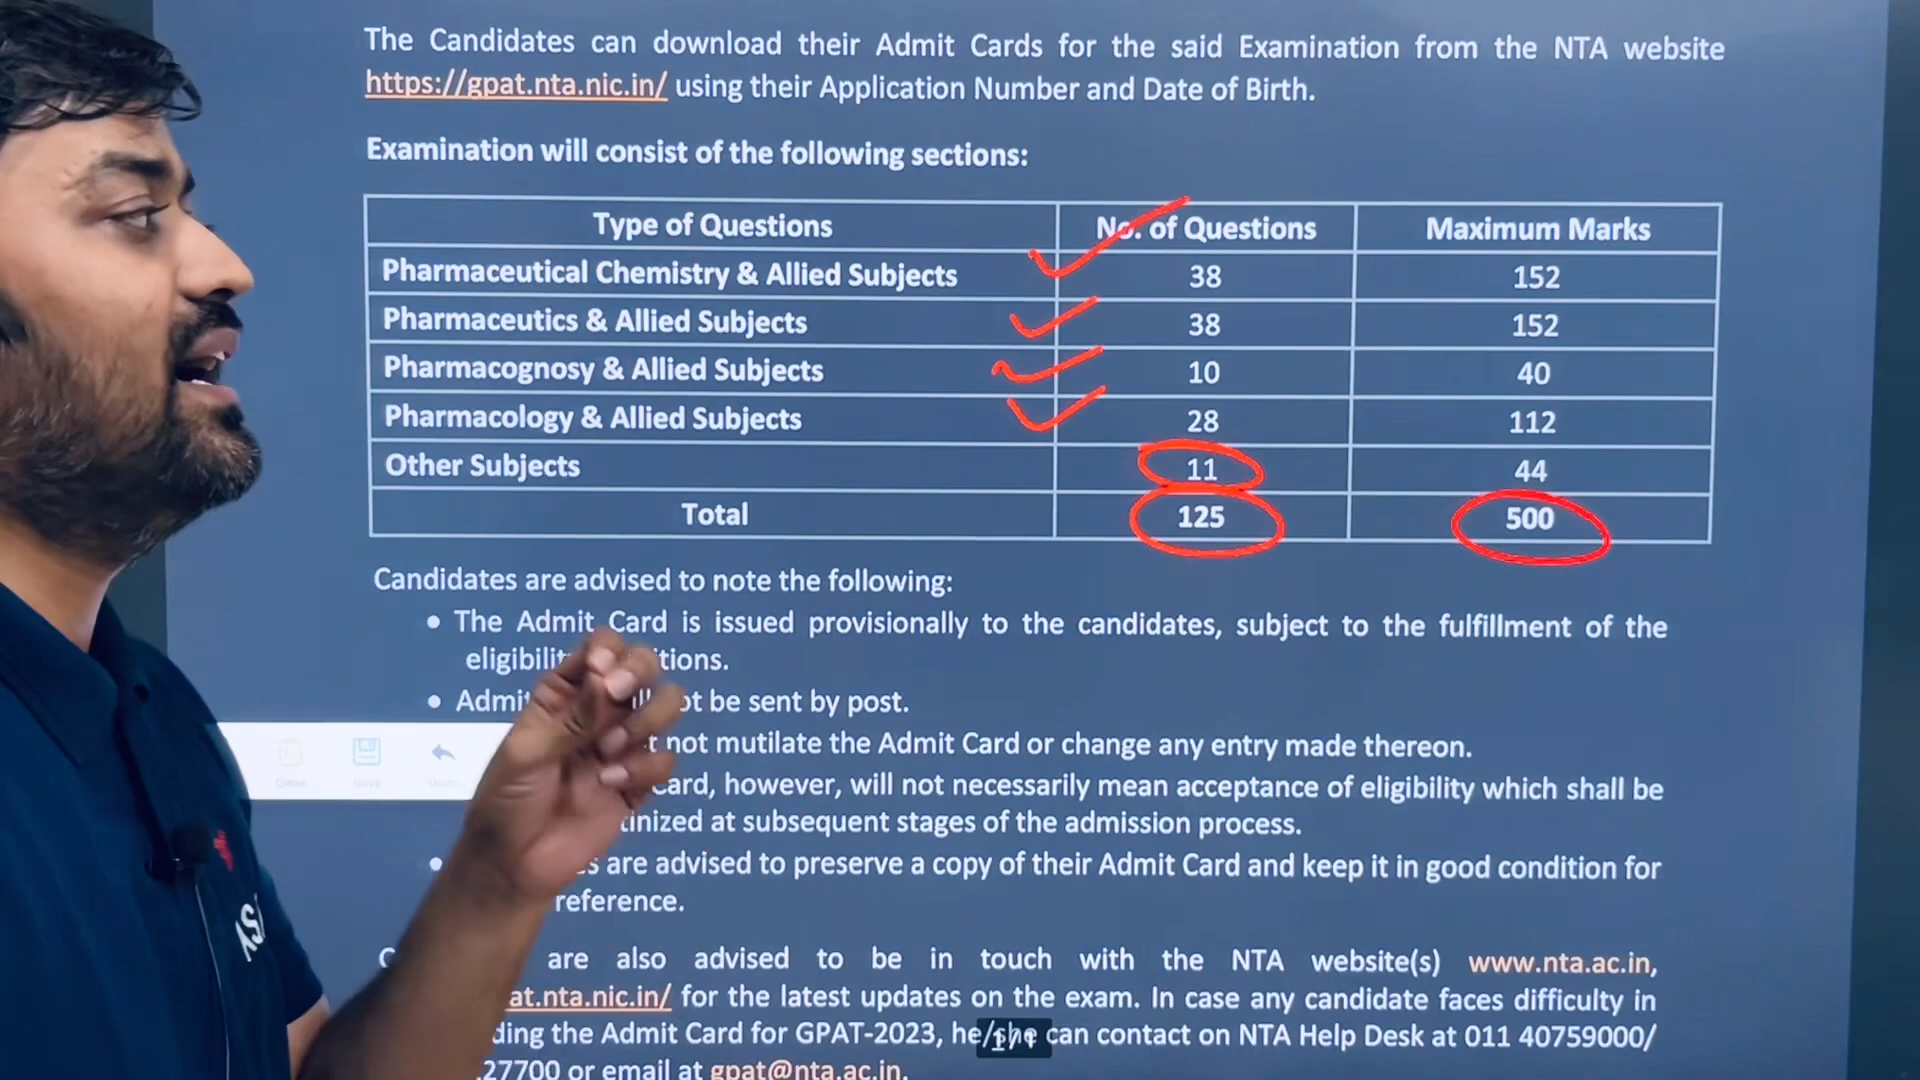 The Candidates can download their Admit Cards for the said Examination from the NTA website
https://gpat.nta.nic.in/ using their Application Number and Date of Birth.
Examination will consist of the following sections:
Type of Questions No. of Questions Maximum Marks
Pharmaceutical Chemistry & Allied Subjects 38 152
Pharmaceutics & Allied Subjects 38 152
Pharmacognosy & Allied Subjects 10 40
Pharmacology & Allied Subjects 28 112
Other Subjects 11 44
Total 125 500
Candidates are advised to note the following:
• The Admit Card is issued provisionally to the candidates, subject to the fulfillment of the
eligibilit tions.
• Admit ot be sent by post.
t not mutilate the Admit Card or change any entry made thereon.
Card, however, will not necessarily mean acceptance of eligibility which shall be
tinized at subsequent stages of the admission process.
• s are advised to preserve a copy of their Admit Card and keep it in good condition for
reference.
C are also advised to be in touch with the NTA website(s) www.nta.ac.in,
at.nta.nic.in/ for the latest updates on the exam. In case any candidate faces difficulty in
ding the Admit Card for GPAT-2023, he/she can contact on NTA Help Desk at 011 40759000/
27700 or email at gpat@nta.ac.in.
Save
Undo